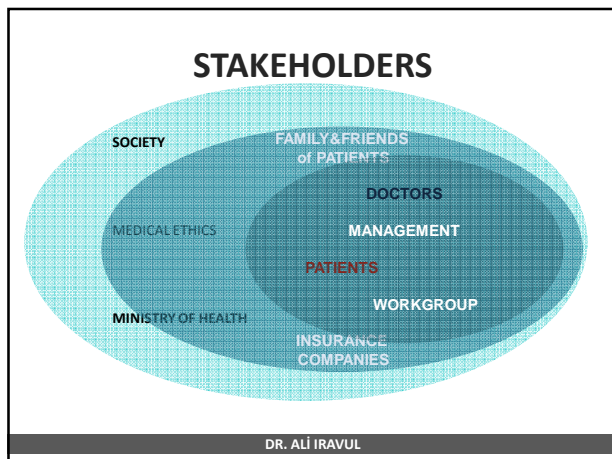 STAKEHOLDERS
SOCIETY
FAMILY&FRIENDS
of PATIENTS
DOCTORS
MEDICAL ETHICS
MANAGEMENT
PATIENTS
WORKGROUP
MINISTRY OF HEALTH
INSURANCE
COMPANIES
DR. ALİ IRAVUL